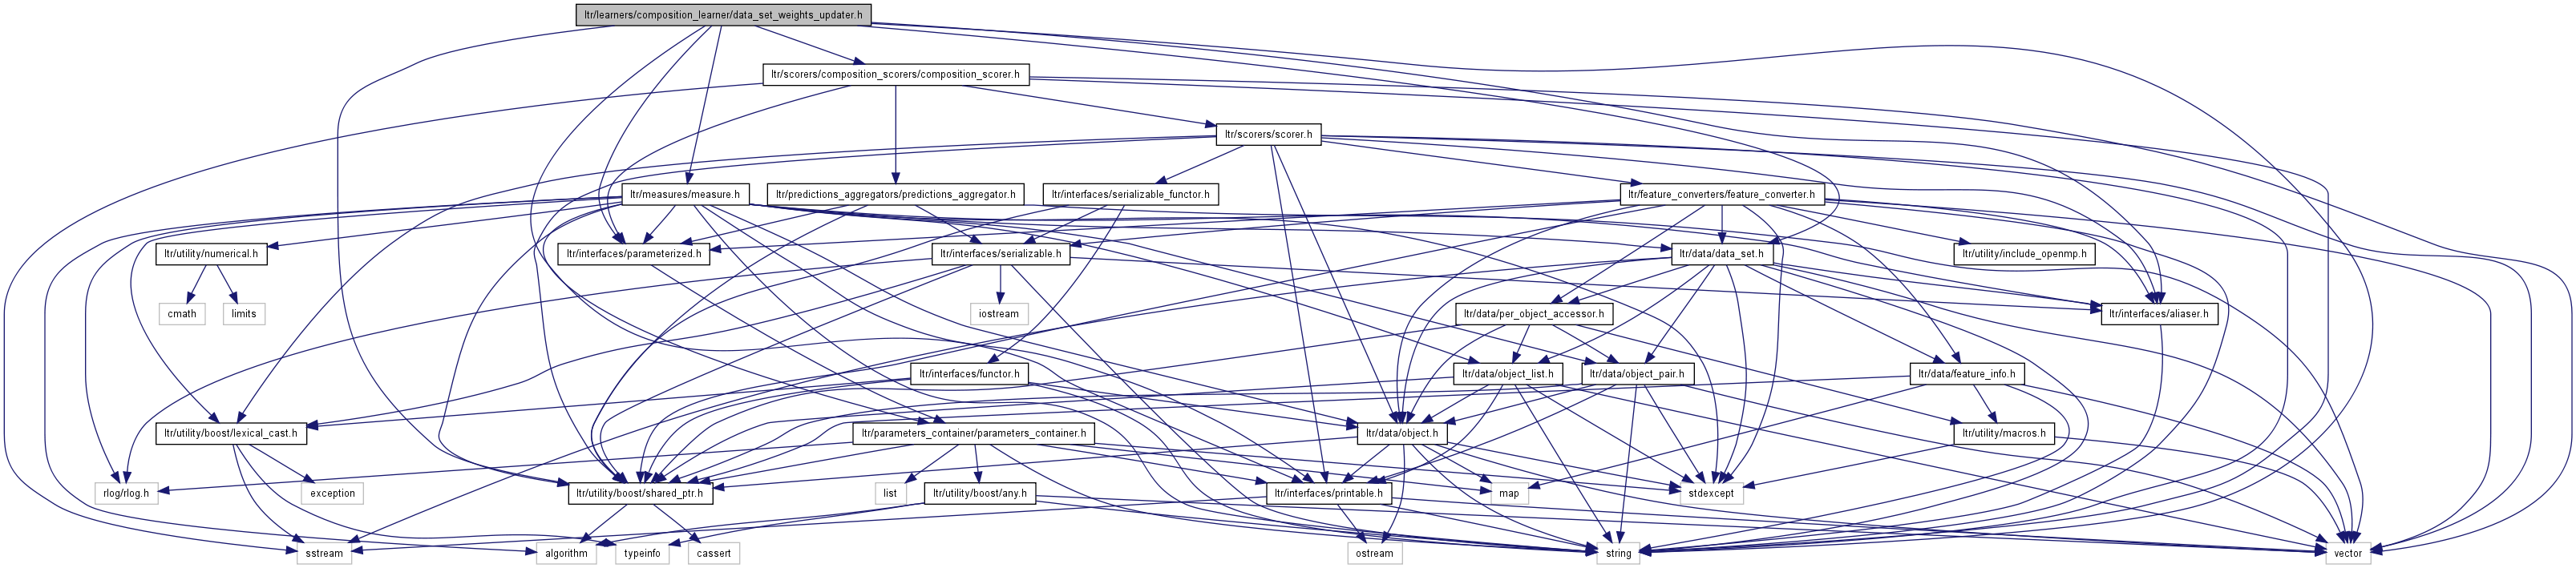 ltr/learners/composition_learner/data_set_weights_updater.h
ltr/scorers/composition_scorers/composition_scorer.h
ltr/scorers/scorer.h
ltr/measures/measure.h
ltr/predictions_aggregators/predictions_aggregator.h
ltr/interfaces/serializable_functor.h
ltr/feature_converters/feature_converter.h
ltr/utility/numerical.h
ltr/interfaces/parameterized.h
ltr/interfaces/serializable.h
ltr/data/data_set.h
ltr/utility/include_openmp.h
cmath
limits
iostream
ltr/data/per_object_accessor.h
ltr/interfaces/aliaser.h
ltr/interfaces/functor.h
ltr/data/object_list.h
ltr/data/object_pair.h
ltr/data/feature_info.h
ltr/utility/boost/lexical_cast.h
ltr/parameters_container/parameters_container.h
ltr/data/object.h
ltr/utility/macros.h
rlog/rlog.h
exception
ltr/utility/boost/shared_ptr.h
list
ltr/utility/boost/any.h
ltr/interfaces/printable.h
map
stdexcept
sstream
algorithm
typeinfo
cassert
ostream
string
vector